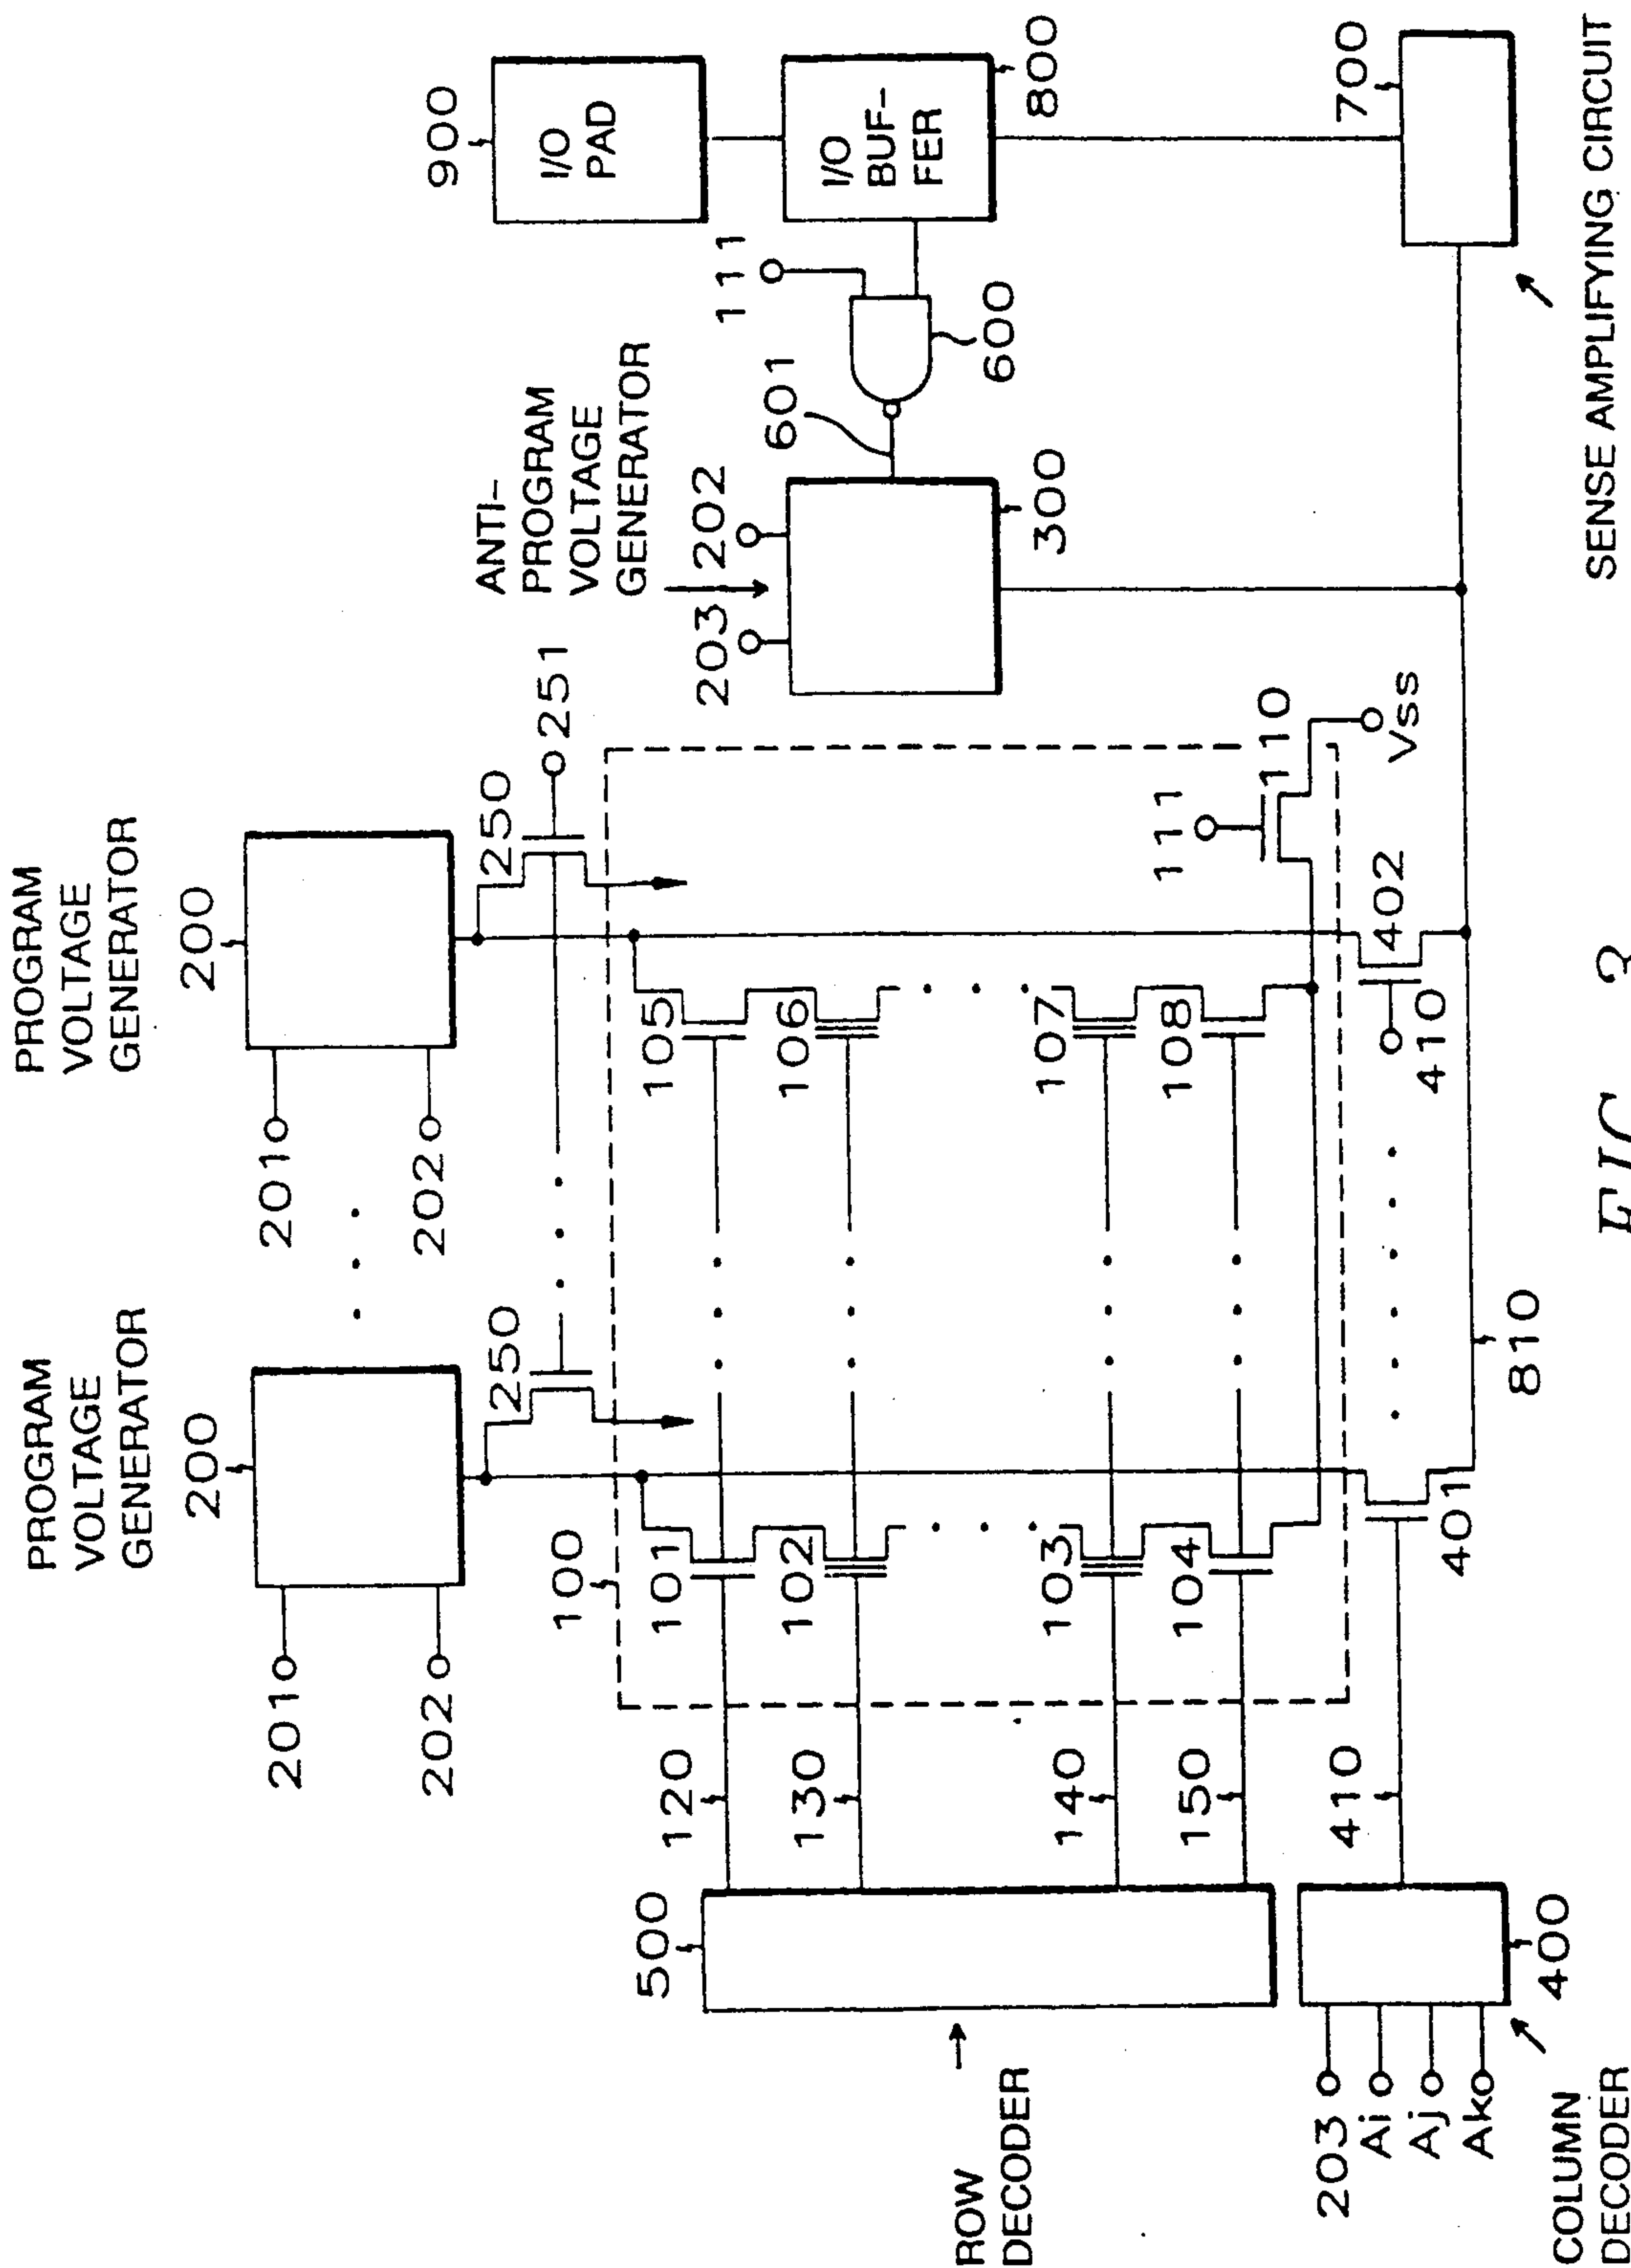 PROGRAM
VOLTAGE
GENERATOR
200
201
202
PROGRAM
VOLTAGE
GENERATOR
200
201
202
250
250
251
ANTI-
PROGRAM
VOLTAGE
GENERATOR
203
202
300
601
600
111
I/O
PAD
900
I/O
BUF-
FER
800
700
SENSE AMPLIFYING CIRCUIT
100
101
102
103
104
105
106
107
108
110
111
Vss
120
130
140
150
500
ROW
DECODER
410
401
402
410
810
400
203
Ai
Aj
Ak
COLUMN
DECODER
FIG. 3